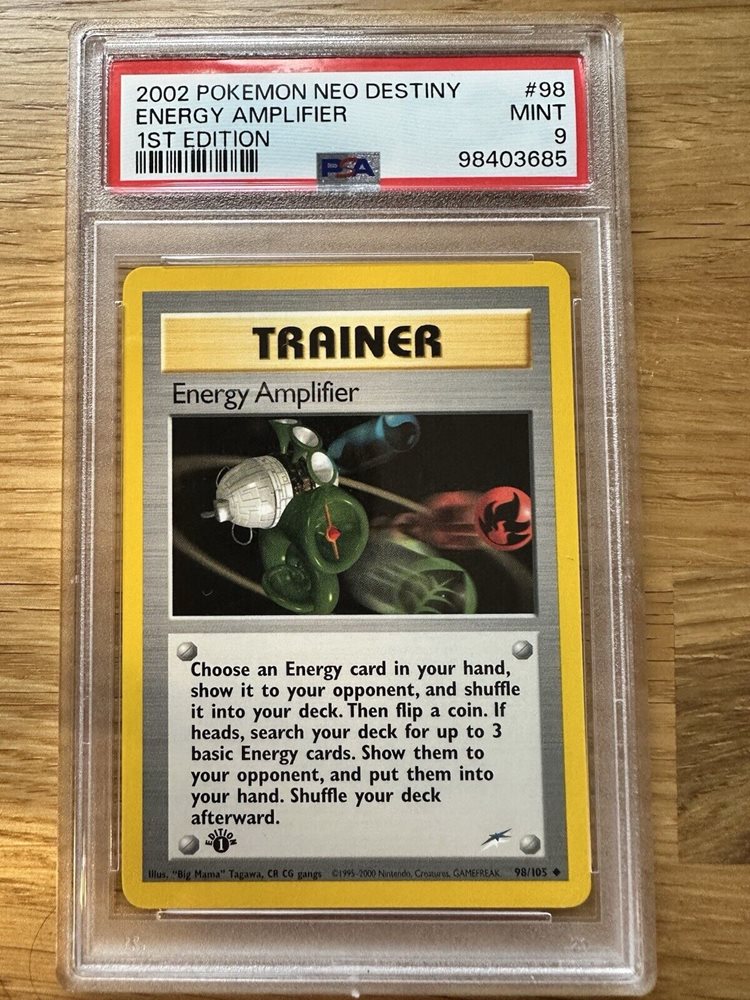 2002 POKEMON NEO DESTINY #98
ENERGY AMPLIFIER MINT
1ST EDITION 9
PSA 98403685
TRAINER
Energy Amplifier
Choose an Energy card in your hand,
show it to your opponent, and shuffle
it into your deck. Then flip a coin. If
heads, search your deck for up to 3
basic Energy cards. Show them to
your opponent, and put them into
your hand. Shuffle your deck
afterward.
EDITION
1
Illus. "Big Mama" Tagawa, CR CG gangs ©1995-2000 Nintendo, Creatures, GAMEFREAK. 98/105